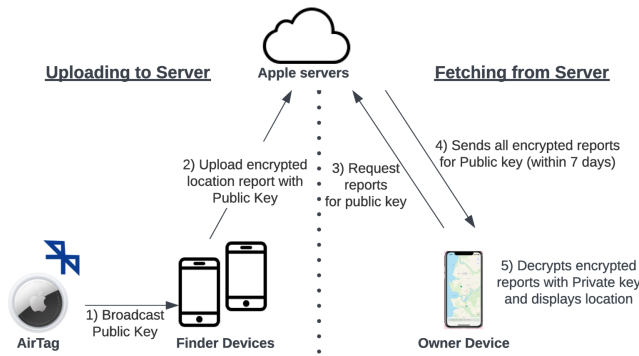 Uploading to Server
Apple servers
Fetching from Server
2) Upload encrypted
location report with
Public Key
3) Request
reports
for public key
4) Sends all encrypted reports
for Public key (within 7 days)
1) Broadcast
Public Key
5) Decrypts encrypted
reports with Private key
and displays location
AirTag
Finder Devices
Owner Device